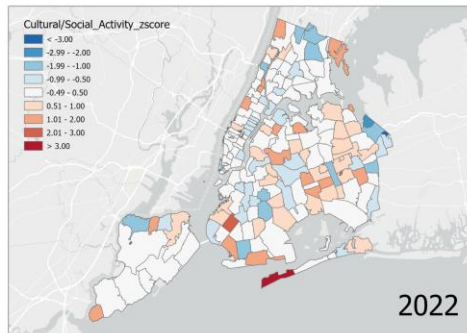 Cultural/Social_Activity_zscore
< -3.00
-2.99 - -2.00
-1.99 - -1.00
-0.99 - -0.50
-0.49 - 0.50
0.51 - 1.00
1.01 - 2.00
2.01 - 3.00
> 3.00
2022